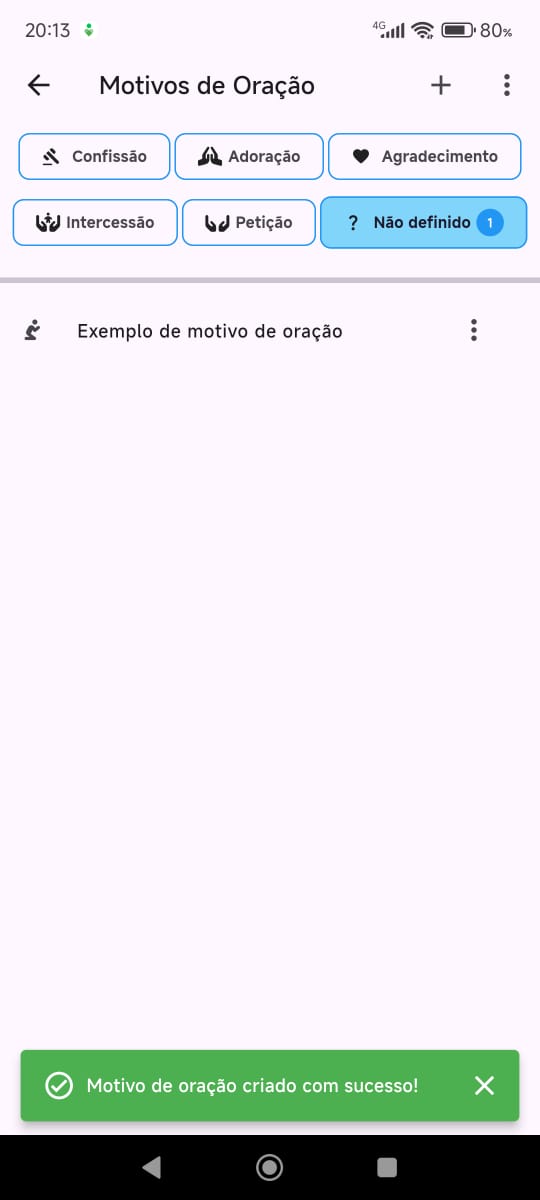 20:13 4G 80%
Motivos de Oração
Confissão Adoração Agradecimento
Intercessão Petição ? Não definido 1
Exemplo de motivo de oração
Motivo de oração criado com sucesso!